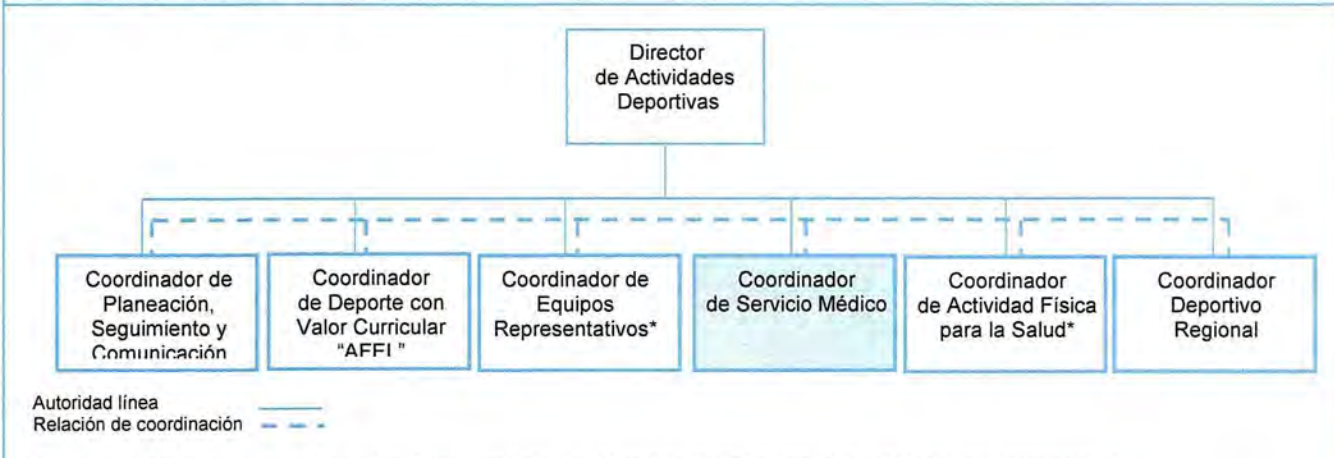 Director
de Actividades
Deportivas
Coordinador de
Planeación,
Seguimiento y
Comunicación
Coordinador
de Deporte con
Valor Curricular
"AFFL"
Coordinador de
Equipos
Representativos*
Coordinador
de Servicio Médico
Coordinador
de Actividad Física
para la Salud*
Coordinador
Deportivo
Regional
Autoridad línea
Relación de coordinación